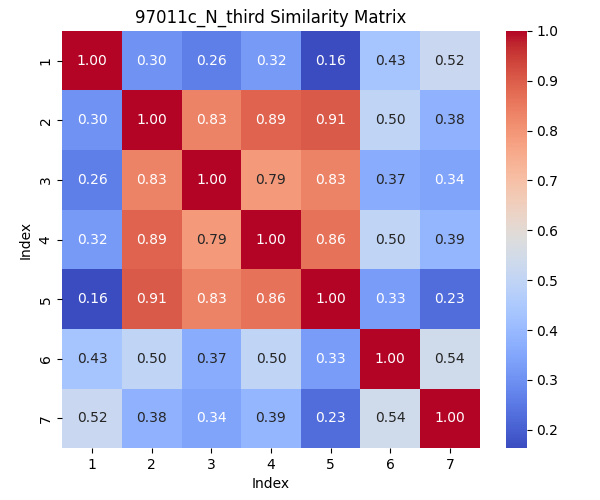 97011c_N_third Similarity Matrix
1 1.00 0.30 0.26 0.32 0.16 0.43 0.52
2 0.30 1.00 0.83 0.89 0.91 0.50 0.38
3 0.26 0.83 1.00 0.79 0.83 0.37 0.34
4 0.32 0.89 0.79 1.00 0.86 0.50 0.39
5 0.16 0.91 0.83 0.86 1.00 0.33 0.23
6 0.43 0.50 0.37 0.50 0.33 1.00 0.54
7 0.52 0.38 0.34 0.39 0.23 0.54 1.00
1 2 3 4 5 6 7
Index
Index
1.0
0.9
0.8
0.7
0.6
0.5
0.4
0.3
0.2